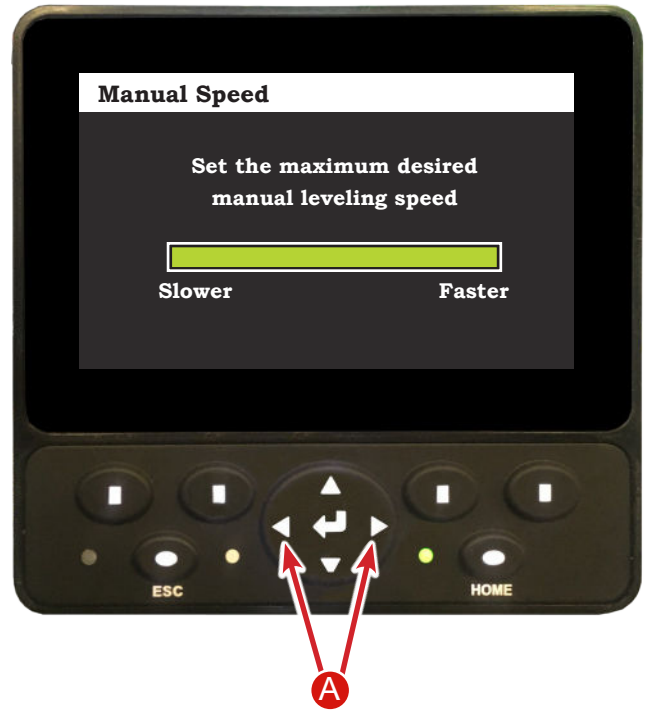 Manual Speed
Set the maximum desired
manual leveling speed
Slower Faster
ESC HOME
A